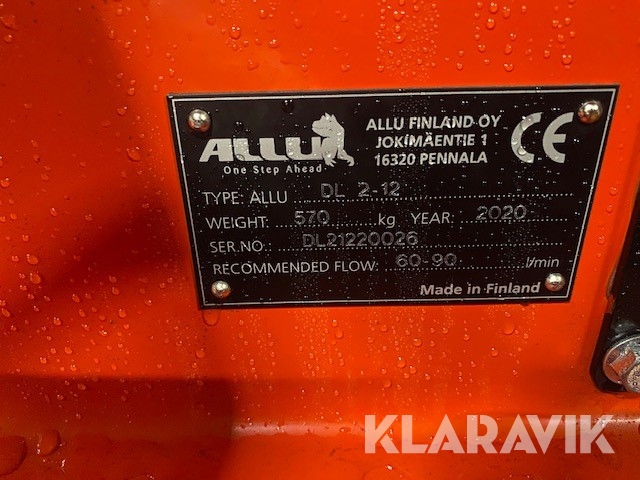 ALLU
One Step Ahead
ALLU FINLAND OY
JOKIMÄENTIE 1
16320 PENNALA
CE
TYPE: ALLU DL 2-12
WEIGHT: 570 kg YEAR: 2020
SER.NO.: DL21220026
RECOMMENDED FLOW: 60-90 l/min
Made in Finland
KLARAVIK